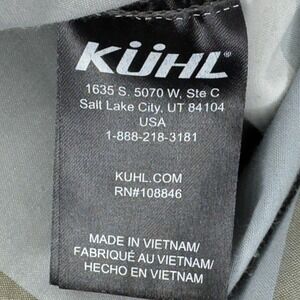 KÜHL®
1635 S. 5070 W, Ste C
Salt Lake City, UT 84104
USA
1-888-218-3181
KUHL.COM
RN#108846
MADE IN VIETNAM/
FABRIQUÉ AU VIETNAM/
HECHO EN VIETNAM